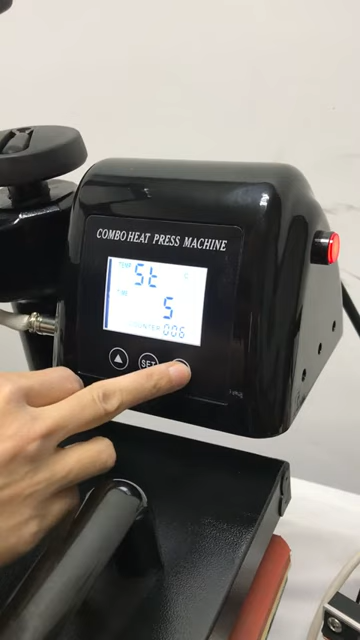 COMBO HEAT PRESS MACHINE
TEMP St C
TIME 5
COUNTER 006
SET